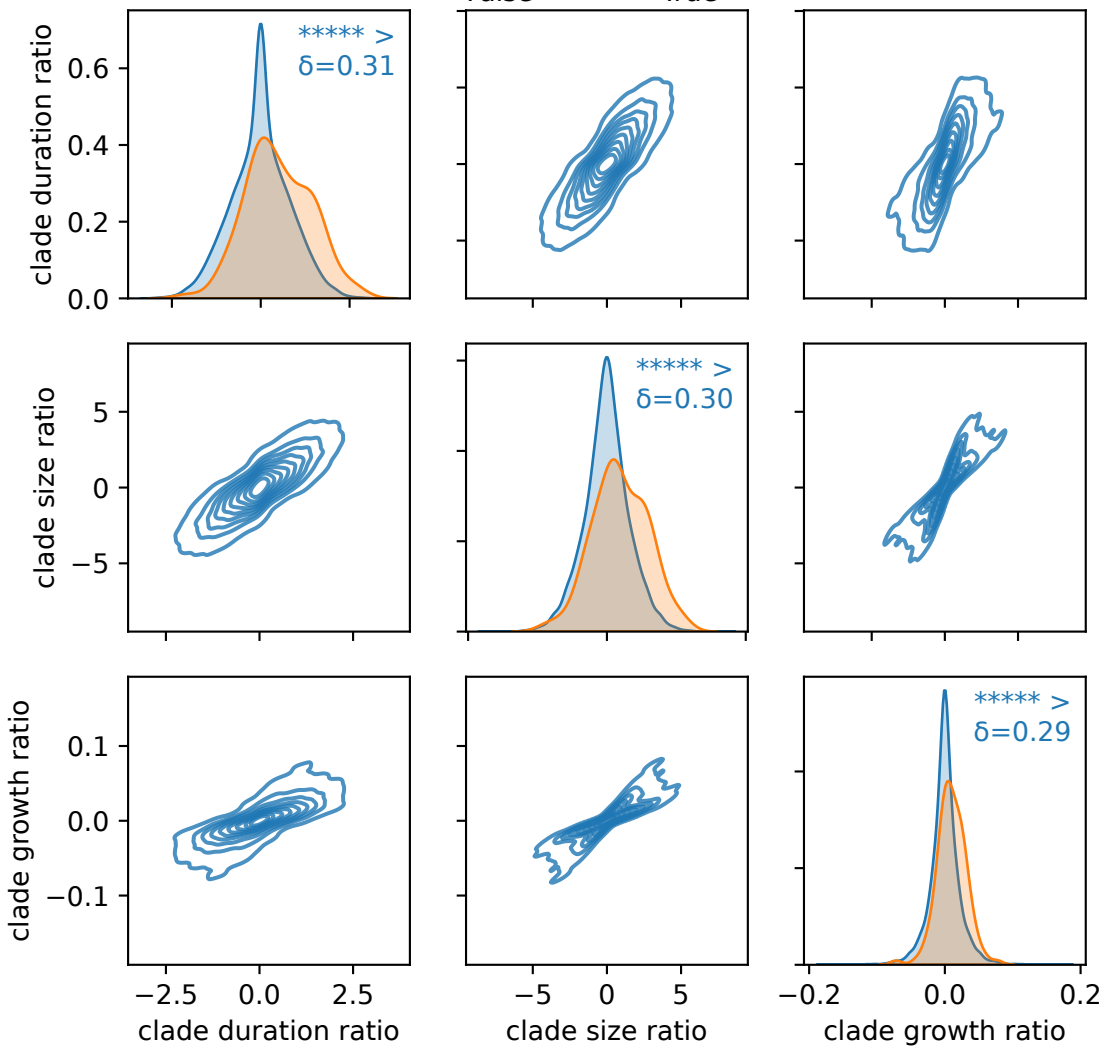 True
clade duration ratio
0.6
0.4
0.2
0.0
***** >
δ=0.31
clade size ratio
5
0
−5
***** >
δ=0.30
clade growth ratio
0.1
0.0
−0.1
***** >
δ=0.29
−2.5 0.0 2.5
−5 0 5
−0.2 0.0 0.2
clade duration ratio
clade size ratio
clade growth ratio